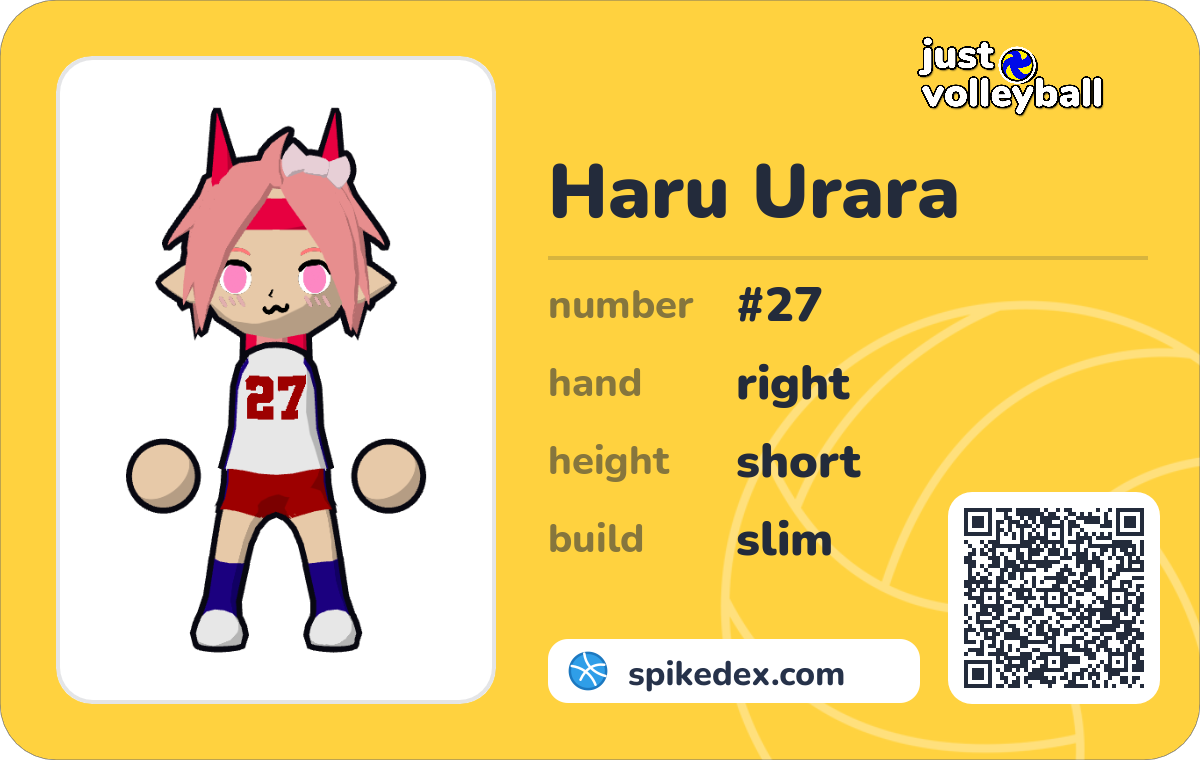 just
volleyball
Haru Urara
number #27
hand right
height short
build slim
27
spikedex.com